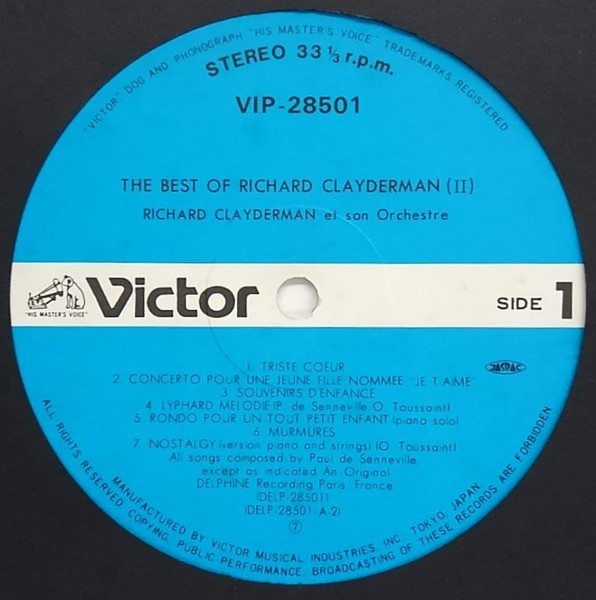 "VICTOR" DOG AND PHONOGRAPH "HIS MASTER'S VOICE" TRADEMARKS REGISTERED
STEREO 33 1/3 r.p.m.
VIP-28501
THE BEST OF RICHARD CLAYDERMAN (II)
RICHARD CLAYDERMAN et son Orchestre
"HIS MASTER'S VOICE"
Victor
SIDE 1
1. TRISTE COEUR
2. CONCERTO POUR UNE JEUNE FILLE NOMMEE "JE T'AIME"
3. SOUVENIRS D'ENFANCE
4. LYPHARD MELODIE(P. de Senneville/O. Toussaint)
5. RONDO POUR UN TOUT PETIT ENFANT (piano solo)
6. MURMURES
7. NOSTALGY(version piano and strings)(O. Toussaint)
All songs composed by Paul de Senneville,
except as indicated An Original
DELPHINE Recording Paris, France
(DELP-28501)
(DELP-28501-A-2)
⑦
JASRAC
MANUFACTURED BY VICTOR MUSICAL INDUSTRIES, INC. TOKYO, JAPAN
ALL RIGHTS RESERVED COPYING, PUBLIC PERFORMANCE, BROADCASTING OF THESE RECORDS ARE FORBIDDEN